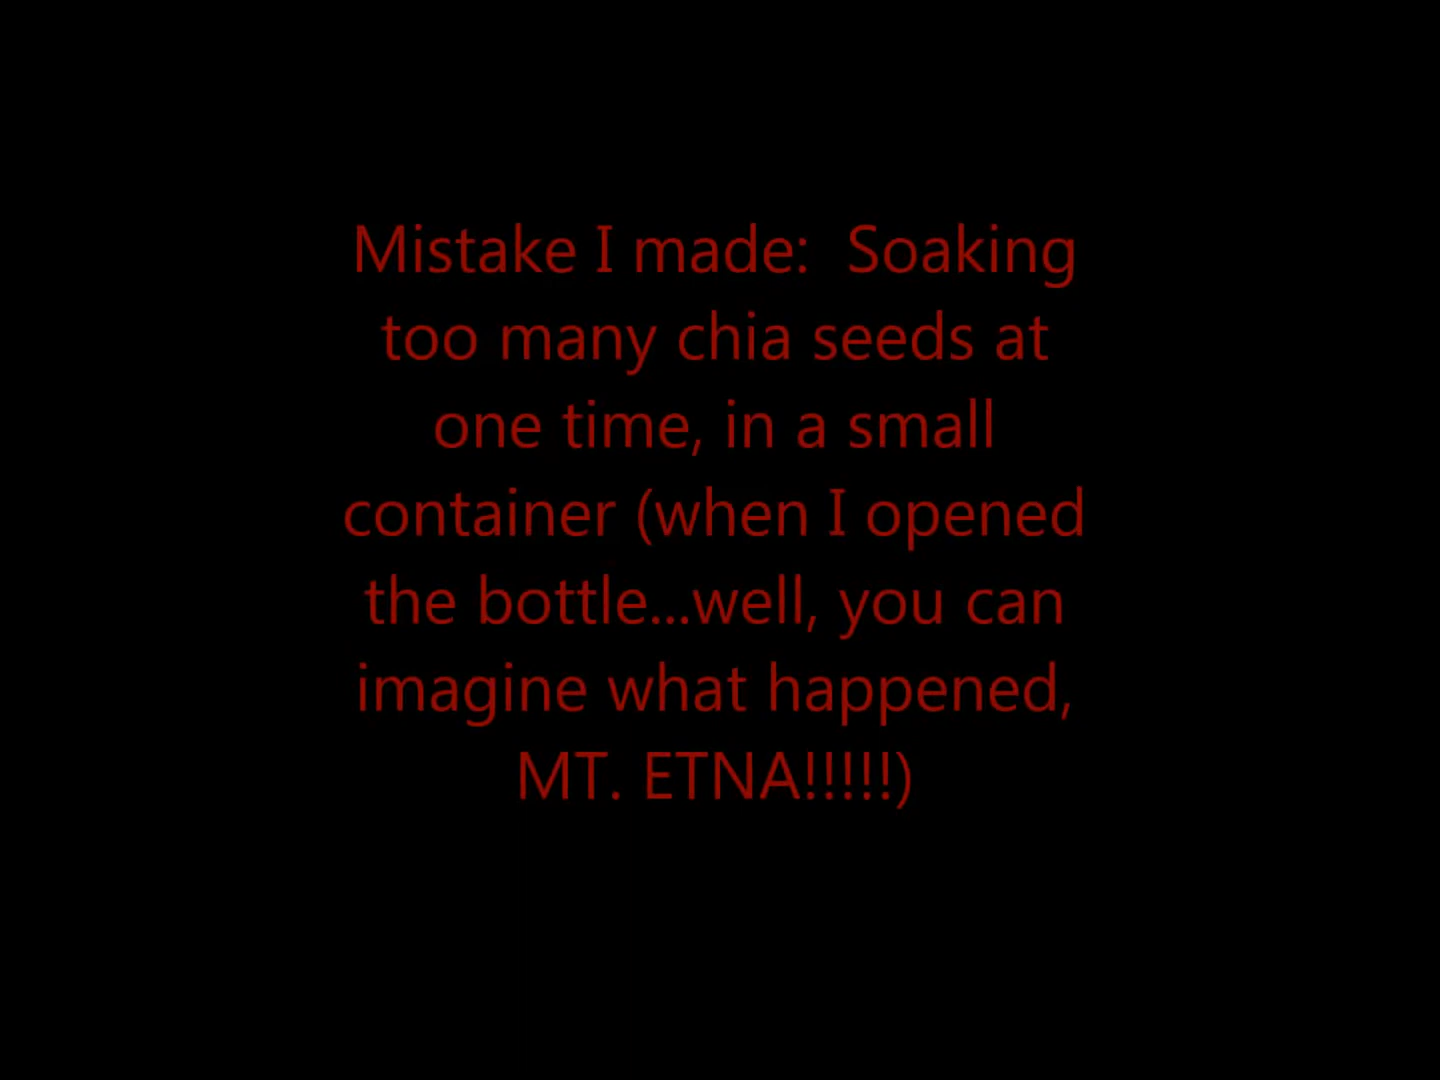 Mistake I made:  Soaking
too many chia seeds at
one time, in a small
container (when I opened
the bottle...well, you can
imagine what happened,
MT. ETNA!!!!!)